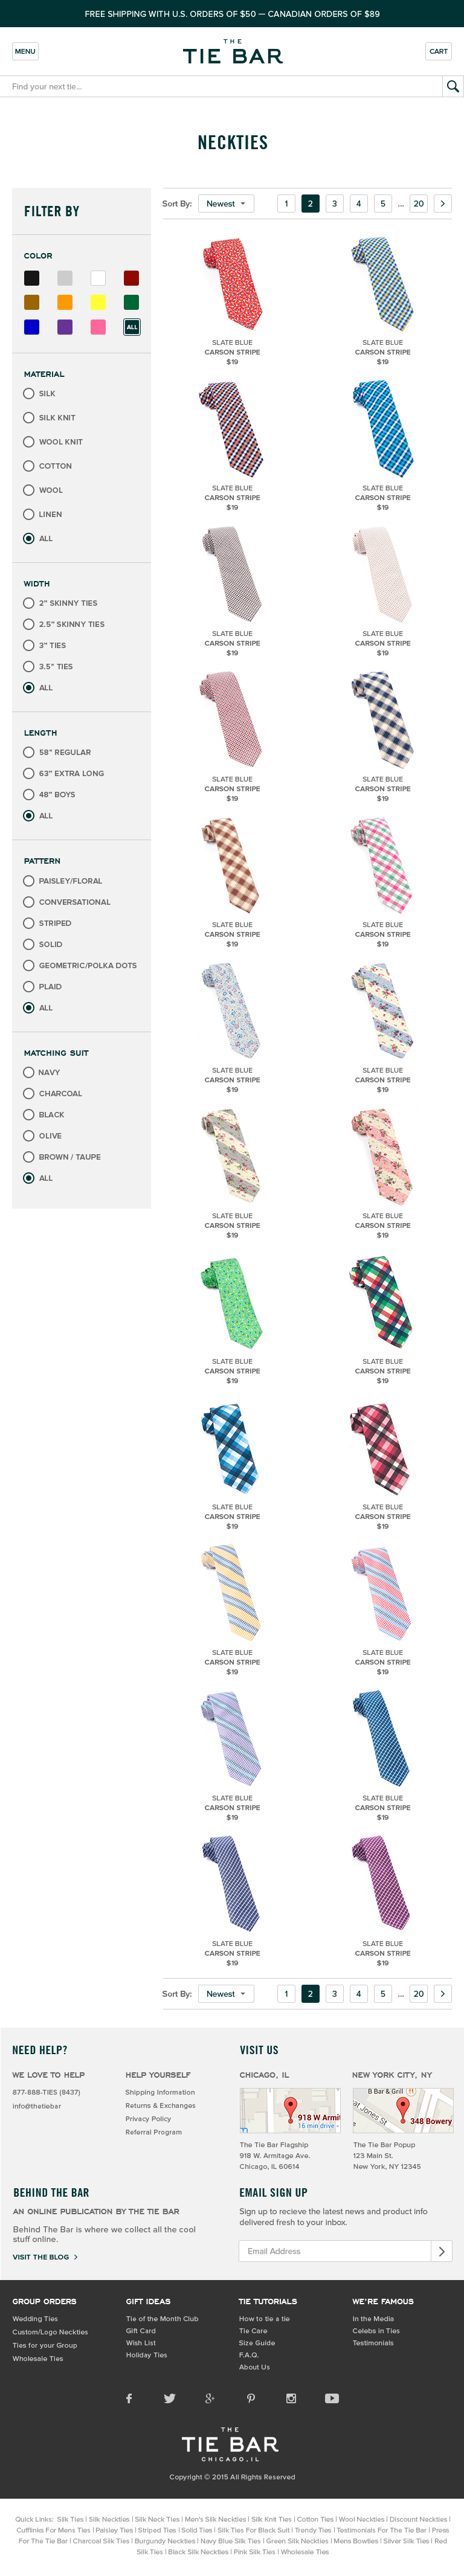 FREE SHIPPING WITH U.S. ORDERS OF $50 — CANADIAN ORDERS OF $89
MENU
THE
TIE BAR
CART
Find your next tie...
NECKTIES
FILTER BY
COLOR
ALL
MATERIAL
SILK
SILK KNIT
WOOL KNIT
COTTON
WOOL
LINEN
ALL
WIDTH
2" SKINNY TIES
2.5" SKINNY TIES
3" TIES
3.5" TIES
ALL
LENGTH
58" REGULAR
63" EXTRA LONG
48" BOYS
ALL
PATTERN
PAISLEY/FLORAL
CONVERSATIONAL
STRIPED
SOLID
GEOMETRIC/POLKA DOTS
PLAID
ALL
MATCHING SUIT
NAVY
CHARCOAL
BLACK
OLIVE
BROWN / TAUPE
ALL
Sort By: Newest 1 2 3 4 5 ... 20
SLATE BLUE SLATE BLUE
CARSON STRIPE CARSON STRIPE
$19 $19
SLATE BLUE SLATE BLUE
CARSON STRIPE CARSON STRIPE
$19 $19
SLATE BLUE SLATE BLUE
CARSON STRIPE CARSON STRIPE
$19 $19
SLATE BLUE SLATE BLUE
CARSON STRIPE CARSON STRIPE
$19 $19
SLATE BLUE SLATE BLUE
CARSON STRIPE CARSON STRIPE
$19 $19
SLATE BLUE SLATE BLUE
CARSON STRIPE CARSON STRIPE
$19 $19
SLATE BLUE SLATE BLUE
CARSON STRIPE CARSON STRIPE
$19 $19
SLATE BLUE SLATE BLUE
CARSON STRIPE CARSON STRIPE
$19 $19
SLATE BLUE SLATE BLUE
CARSON STRIPE CARSON STRIPE
$19 $19
SLATE BLUE SLATE BLUE
CARSON STRIPE CARSON STRIPE
$19 $19
SLATE BLUE SLATE BLUE
CARSON STRIPE CARSON STRIPE
$19 $19
SLATE BLUE SLATE BLUE
CARSON STRIPE CARSON STRIPE
$19 $19
Sort By: Newest 1 2 3 4 5 ... 20
NEED HELP?
WE LOVE TO HELP
877-888-TIES (8437)
info@thetiebar
HELP YOURSELF
Shipping Information
Returns & Exchanges
Privacy Policy
Referral Program
VISIT US
CHICAGO, IL
918 W Armit
16 min drive -
The Tie Bar Flagship
918 W. Armitage Ave.
Chicago, IL 60614
NEW YORK CITY, NY
B Bar & Grill
at Jones St
348 Bowery
The Tie Bar Popup
123 Main St.
New York, NY 12345
BEHIND THE BAR
AN ONLINE PUBLICATION BY THE TIE BAR
Behind The Bar is where we collect all the cool
stuff online.
VISIT THE BLOG
EMAIL SIGN UP
Sign up to recieve the latest news and product info
delivered fresh to your inbox.
Email Address
GROUP ORDERS
Wedding Ties
Custom/Logo Neckties
Ties for your Group
Wholesale Ties
GIFT IDEAS
Tie of the Month Club
Gift Card
Wish List
Holiday Ties
TIE TUTORIALS
How to tie a tie
Tie Care
Size Guide
F.A.Q.
About Us
WE'RE FAMOUS
In the Media
Celebs in Ties
Testimonials
THE
TIE BAR
CHICAGO, IL
Copyright © 2015 All Rights Reserved
Quick Links: Silk Ties | Silk Neckties | Silk Neck Ties | Men's Silk Neckties | Silk Knit Ties | Cotton Ties | Wool Neckties | Discount Neckties |
Cufflinks For Mens Ties | Paisley Ties | Striped Ties | Solid Ties | Silk Ties For Black Suit | Trendy Ties | Testimonials For The Tie Bar | Press
For The Tie Bar | Charcoal Silk Ties | Burgundy Neckties | Navy Blue Silk Ties | Green Silk Neckties | Mens Bowties | Silver Silk Ties | Red
Silk Ties | Black Silk Neckties | Pink Silk Ties | Wholesale Ties